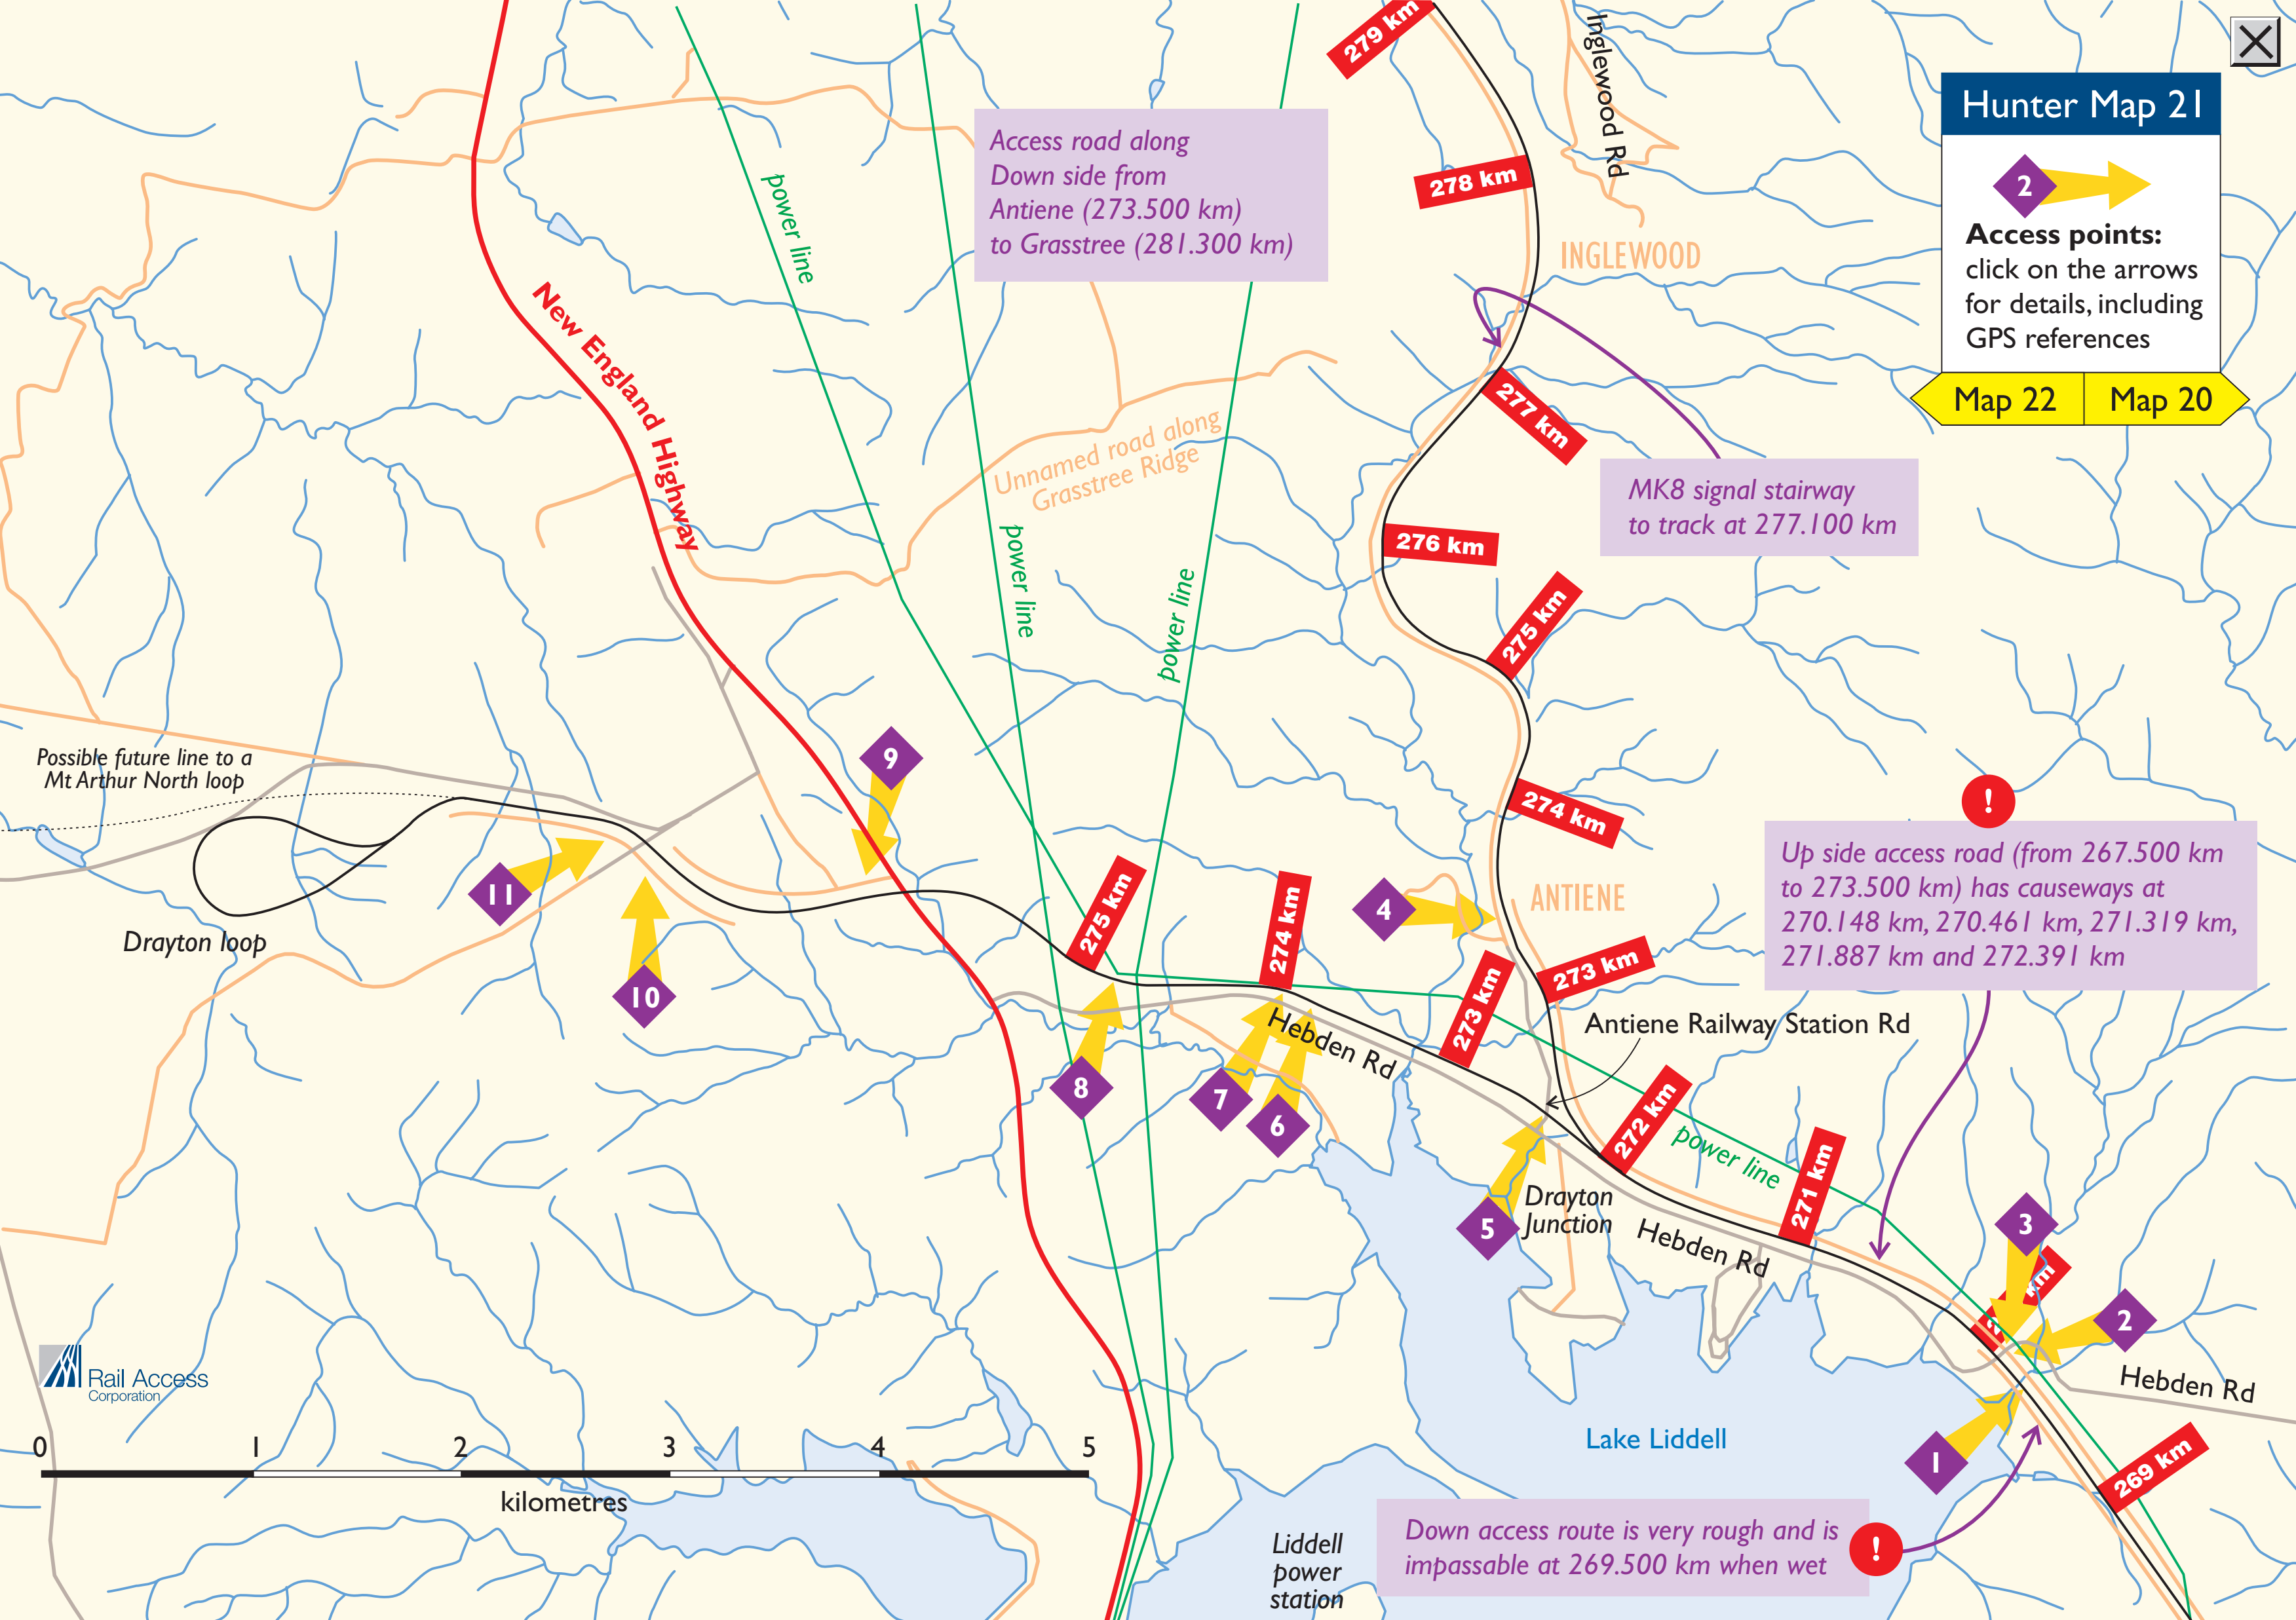 279 km
Inglewood Rd
Hunter Map 21
2
Access points:
click on the arrows
for details, including
GPS references
Map 22
Map 20
Access road along
Down side from
Antiene (273.500 km)
to Grasstree (281.300 km)
278 km
power line
INGLEWOOD
New England Highway
277 km
Unnamed road along
Grasstree Ridge
MK8 signal stairway
to track at 277.100 km
276 km
power line
power line
275 km
Possible future line to a
Mt Arthur North loop
9
274 km
!
Up side access road (from 267.500 km
to 273.500 km) has causeways at
270.148 km, 270.461 km, 271.319 km,
271.887 km and 272.391 km
11
275 km
274 km
4
ANTIENE
Drayton loop
273 km
273 km
10
Hebden Rd
Antiene Railway Station Rd
8
7
6
272 km
power line
271 km
5
Drayton
Junction
Hebden Rd
3
km
2
Rail Access
Corporation
Hebden Rd
0
1
2
3
4
5
kilometres
Lake Liddell
1
269 km
Liddell
power
station
Down access route is very rough and is
impassable at 269.500 km when wet
!